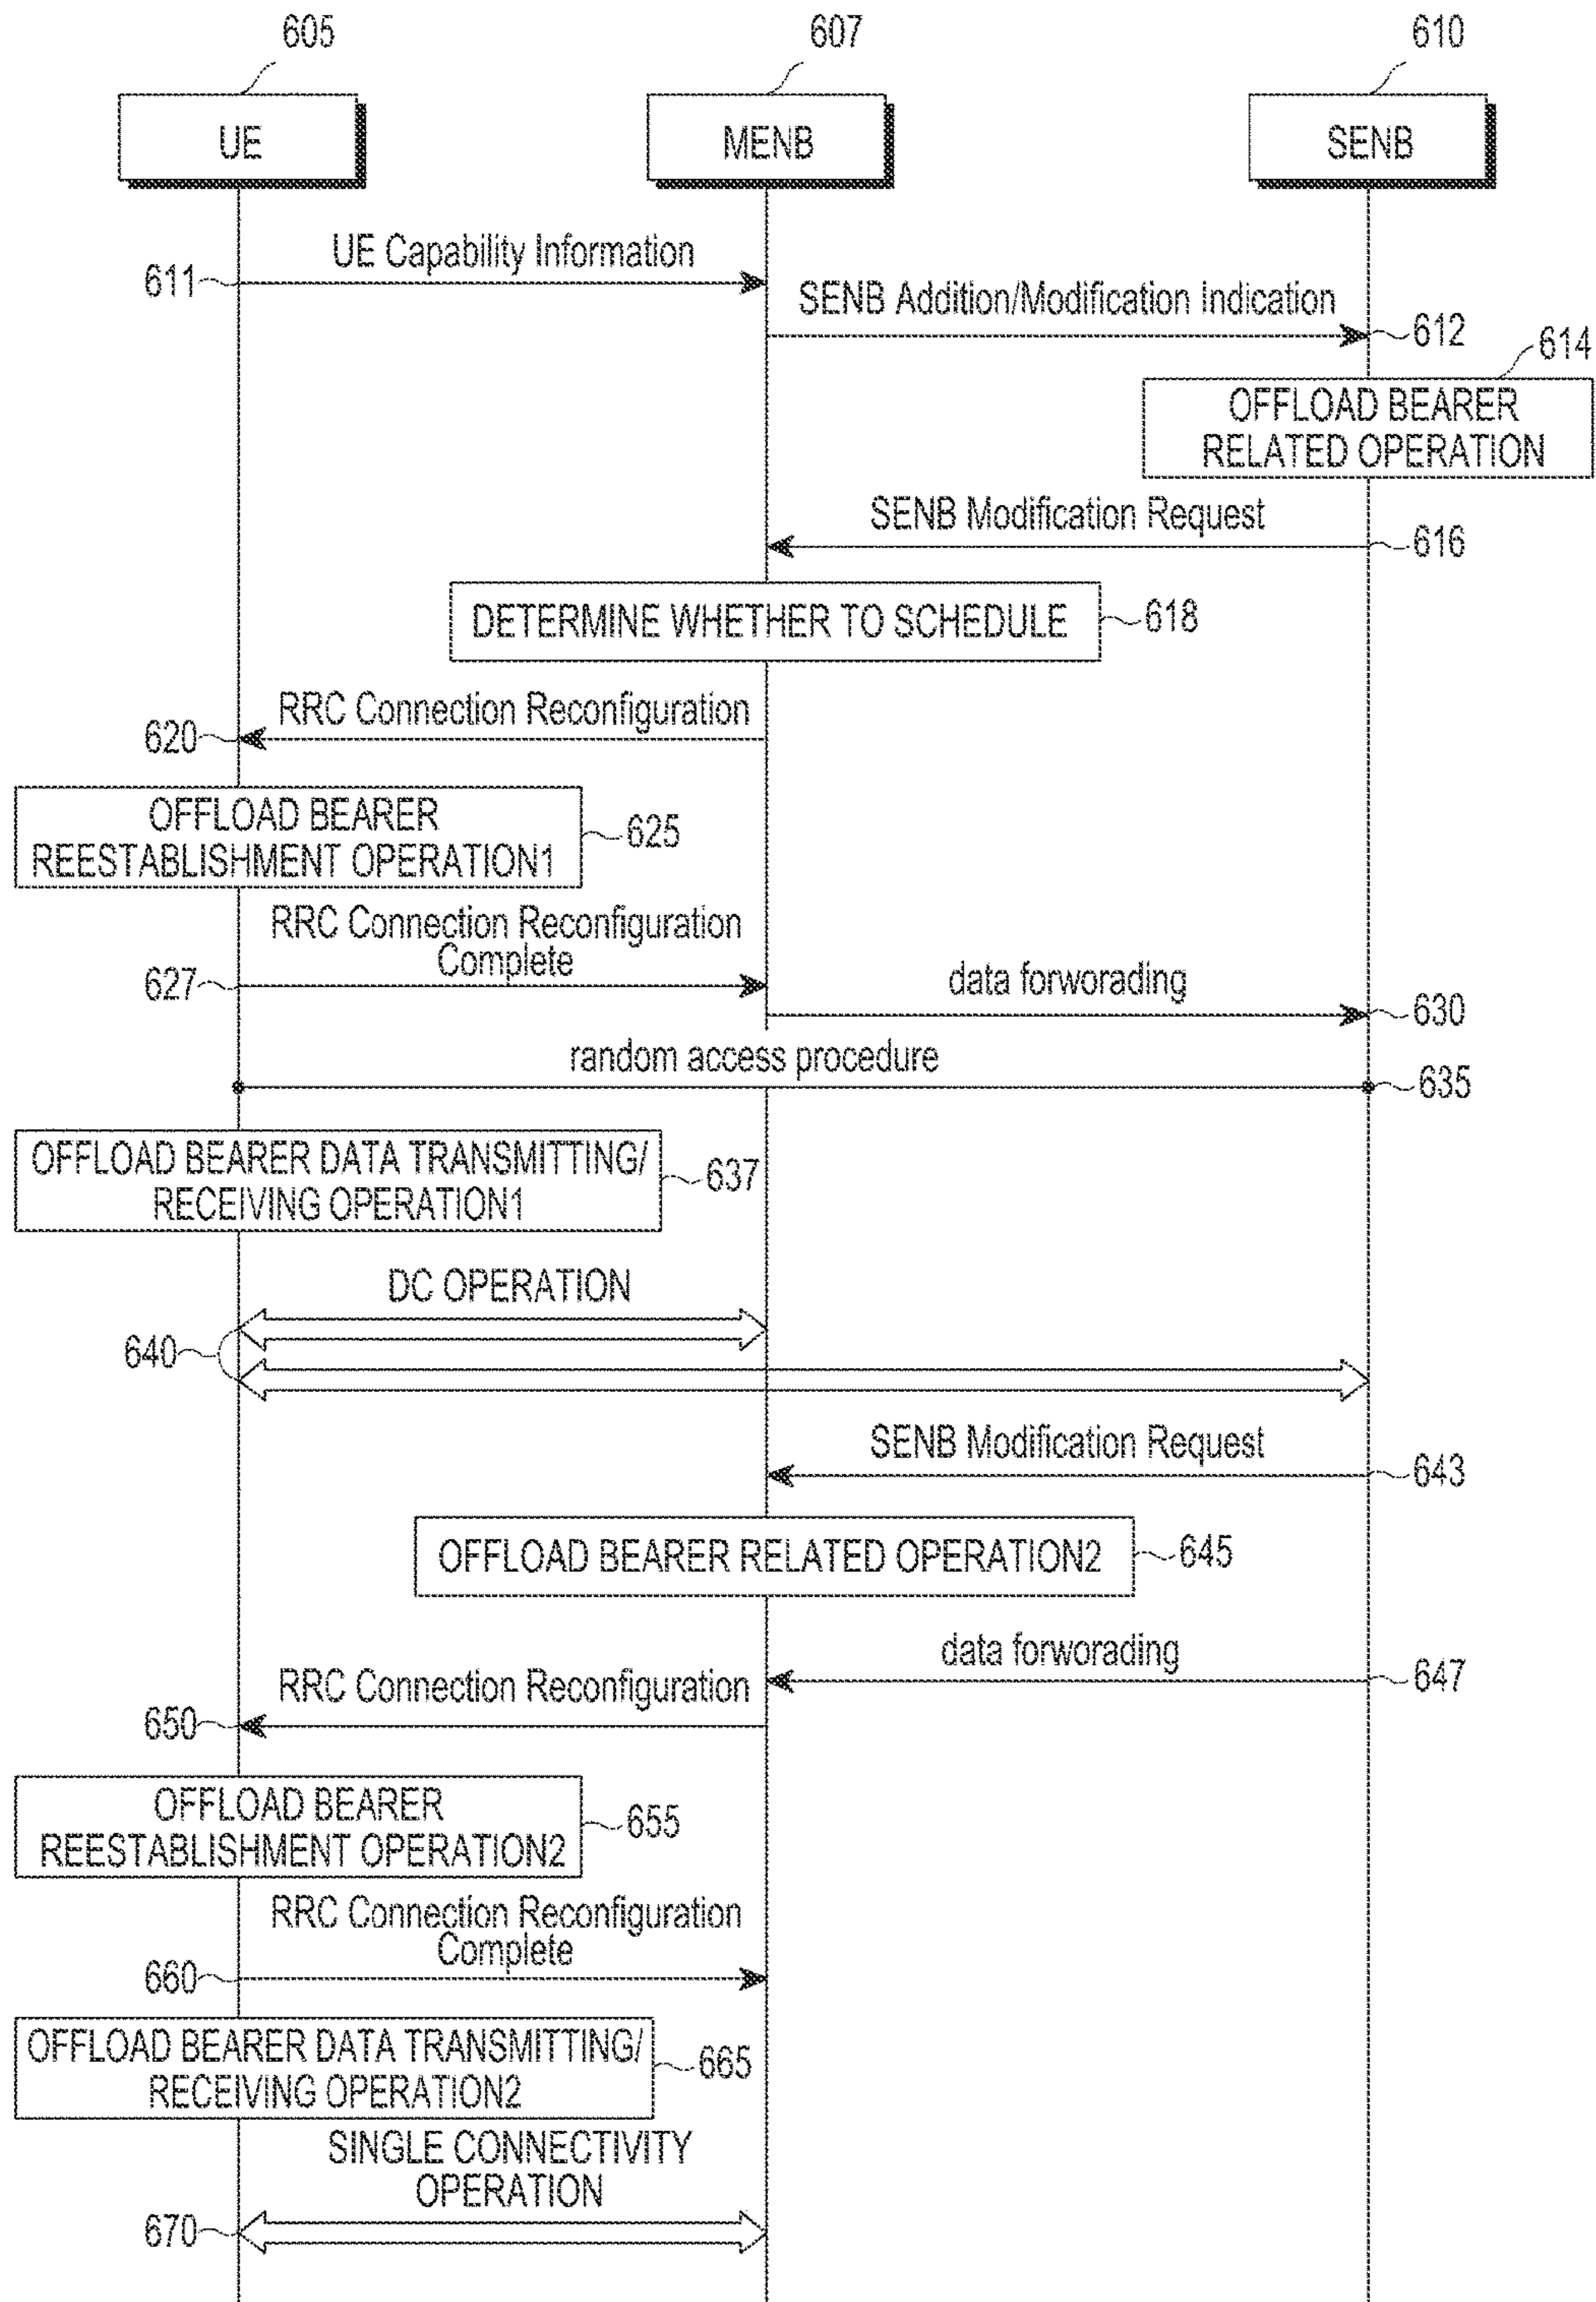 605
607
610
UE
MENB
SENB
UE Capability Information
611
SENB Addition/Modification Indication
612
614
OFFLOAD BEARER
RELATED OPERATION
SENB Modification Request
616
DETERMINE WHETHER TO SCHEDULE
618
RRC Connection Reconfiguration
620
OFFLOAD BEARER
REESTABLISHMENT OPERATION1
625
RRC Connection Reconfiguration
Complete
627
data forworading
630
random access procedure
635
OFFLOAD BEARER DATA TRANSMITTING/
RECEIVING OPERATION1
637
DC OPERATION
640
SENB Modification Request
643
OFFLOAD BEARER RELATED OPERATION2
645
data forworading
647
RRC Connection Reconfiguration
650
OFFLOAD BEARER
REESTABLISHMENT OPERATION2
655
RRC Connection Reconfiguration
Complete
660
OFFLOAD BEARER DATA TRANSMITTING/
RECEIVING OPERATION2
665
SINGLE CONNECTIVITY
OPERATION
670